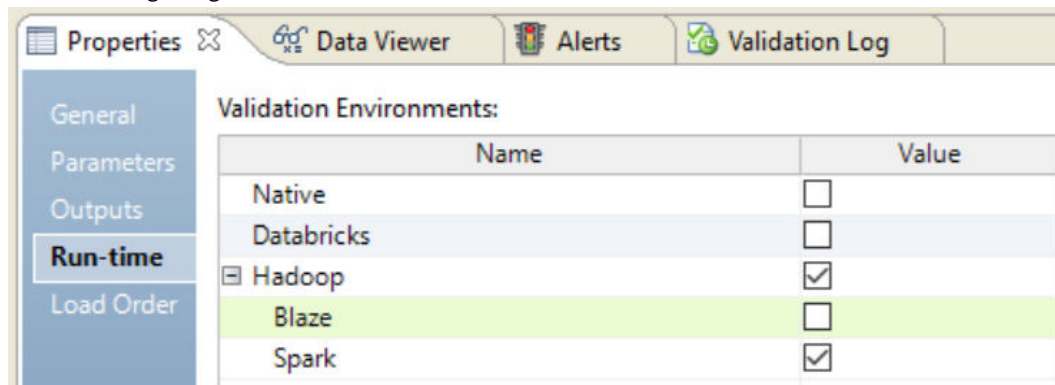 Properties Data Viewer Alerts Validation Log
General
Parameters
Outputs
Run-time
Load Order
Validation Environments:
Name Value
Native
Databricks
Hadoop
Blaze
Spark